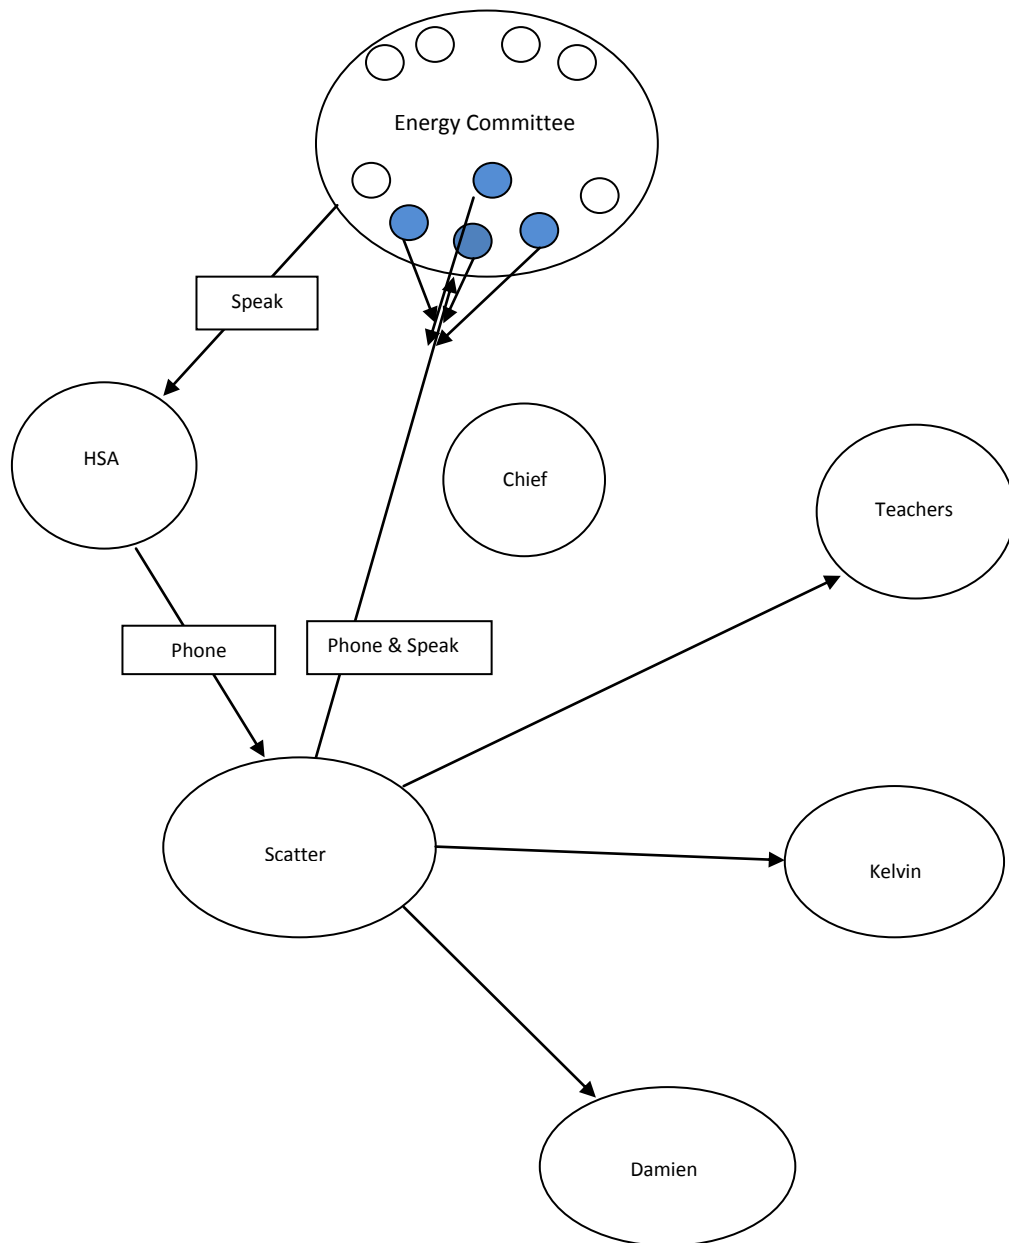 Energy Committee
Speak
HSA
Chief
Teachers
Phone
Phone & Speak
Scatter
Kelvin
Damien